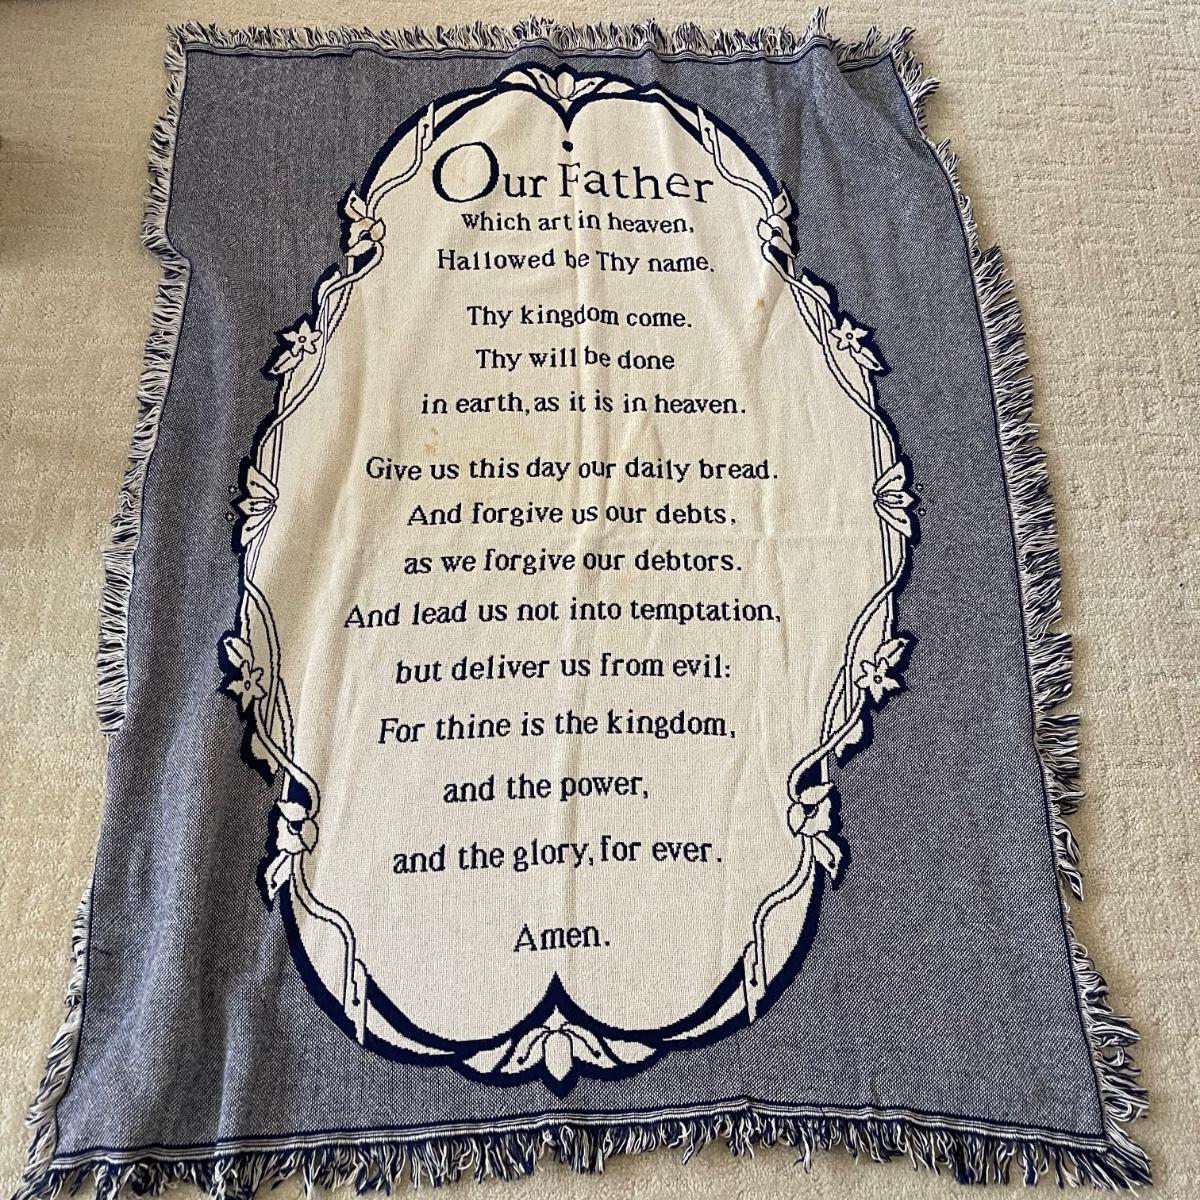 Our Father
which art in heaven,
Hallowed be Thy name.
Thy kingdom come.
Thy will be done
in earth, as it is in heaven.
Give us this day our daily bread.
And forgive us our debts,
as we forgive our debtors.
And lead us not into temptation,
but deliver us from evil:
For thine is the kingdom,
and the power,
and the glory, for ever.
Amen.